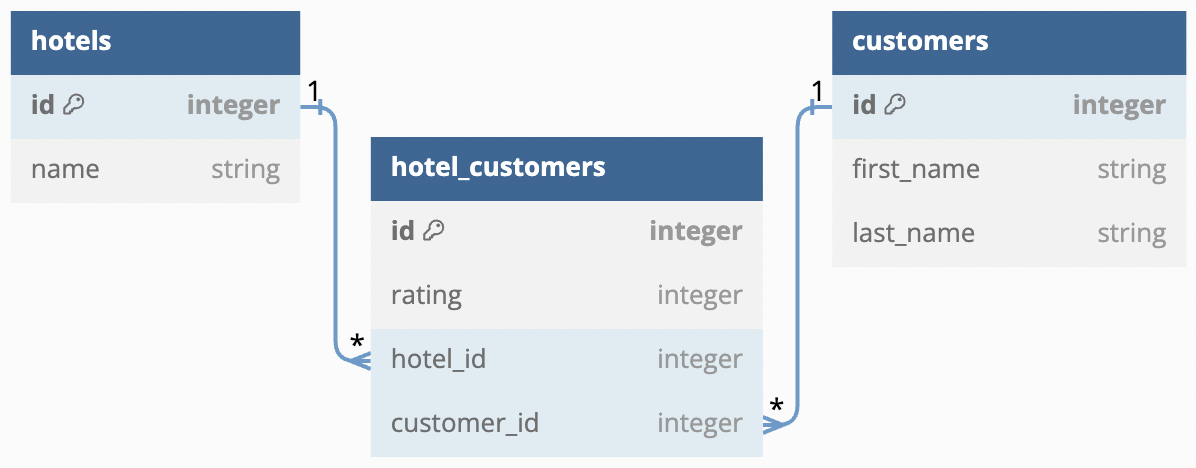 hotels
id integer
name string
1
*
hotel_customers
id integer
rating integer
hotel_id integer
customer_id integer
*
1
customers
id integer
first_name string
last_name string